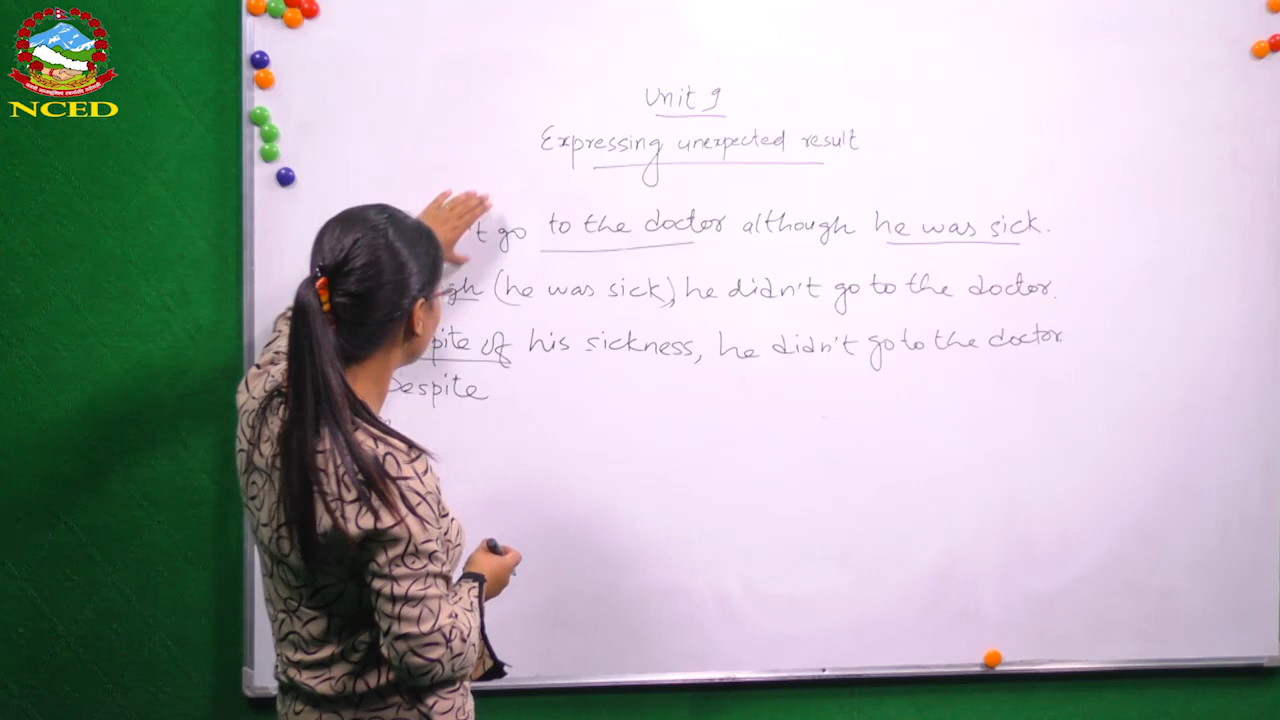 NCED
Unit 9
Expressing unexpected result
go to the doctor although he was sick.
(he was sick), he didn't go to the doctor.
of his sickness, he didn't go to the doctor
Despite